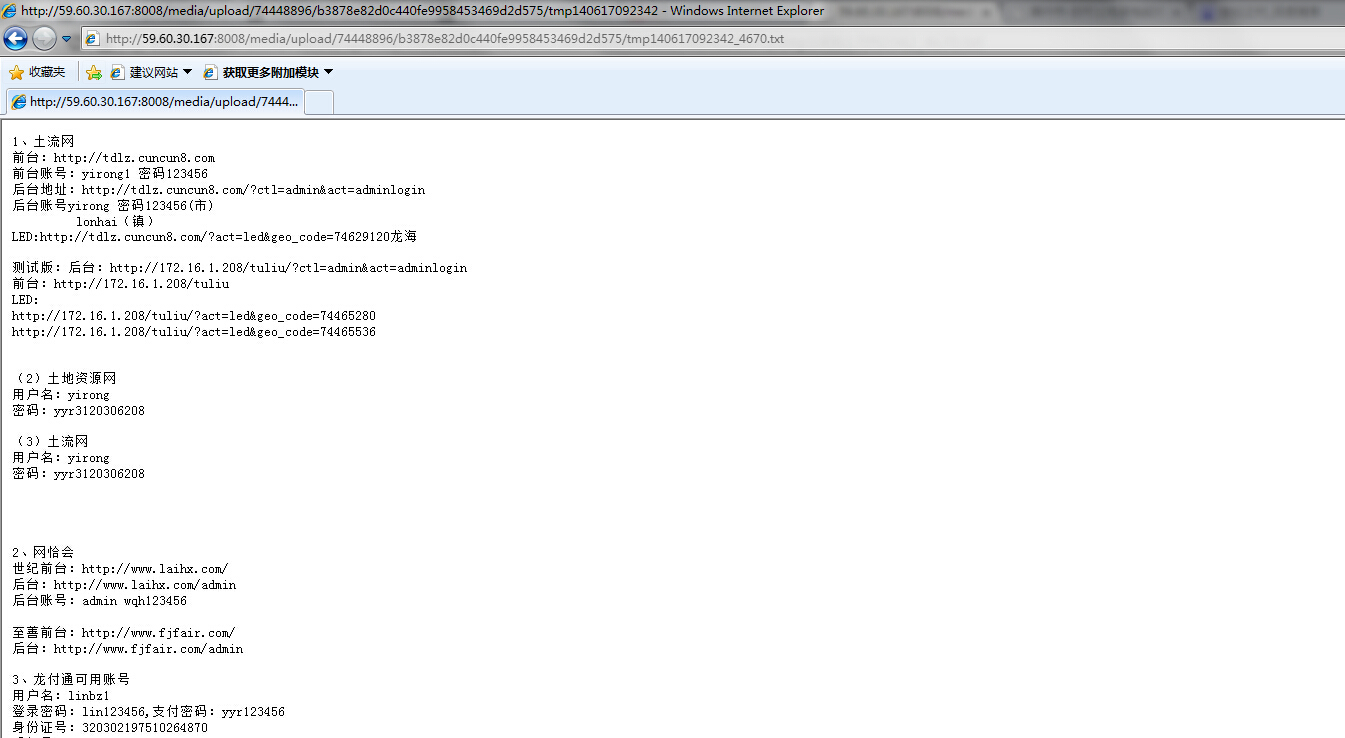 http://59.60.30.167:8008/media/upload/74448896/b3878e82d0c440fe9958453469d2d575/tmp140617092342 - Windows Internet Explorer
http://59.60.30.167:8008/media/upload/74448896/b3878e82d0c440fe9958453469d2d575/tmp140617092342_4670.txt
收藏夹 建议网站 获取更多附加模块
http://59.60.30.167:8008/media/upload/7444...
1、土流网
前台：http://tdlz.cuncun8.com
前台账号：yirong1 密码123456
后台地址：http://tdlz.cuncun8.com/?ctl=admin&act=adminlogin
后台账号yirong 密码123456(市)
lonhai（镇）
LED:http://tdlz.cuncun8.com/?act=led&geo_code=74629120龙海
测试版：后台：http://172.16.1.208/tuliu/?ctl=admin&act=adminlogin
前台：http://172.16.1.208/tuliu
LED:
http://172.16.1.208/tuliu/?act=led&geo_code=74465280
http://172.16.1.208/tuliu/?act=led&geo_code=74465536
（2）土地资源网
用户名：yirong
密码：yyr3120306208
（3）土流网
用户名：yirong
密码：yyr3120306208
2、网恰会
世纪前台：http://www.laihx.com/
后台：http://www.laihx.com/admin
后台账号：admin wqh123456
至善前台：http://www.fjfair.com/
后台：http://www.fjfair.com/admin
3、龙付通可用账号
用户名：linbz1
登录密码：lin123456,支付密码：yyr123456
身份证号：320302197510264870